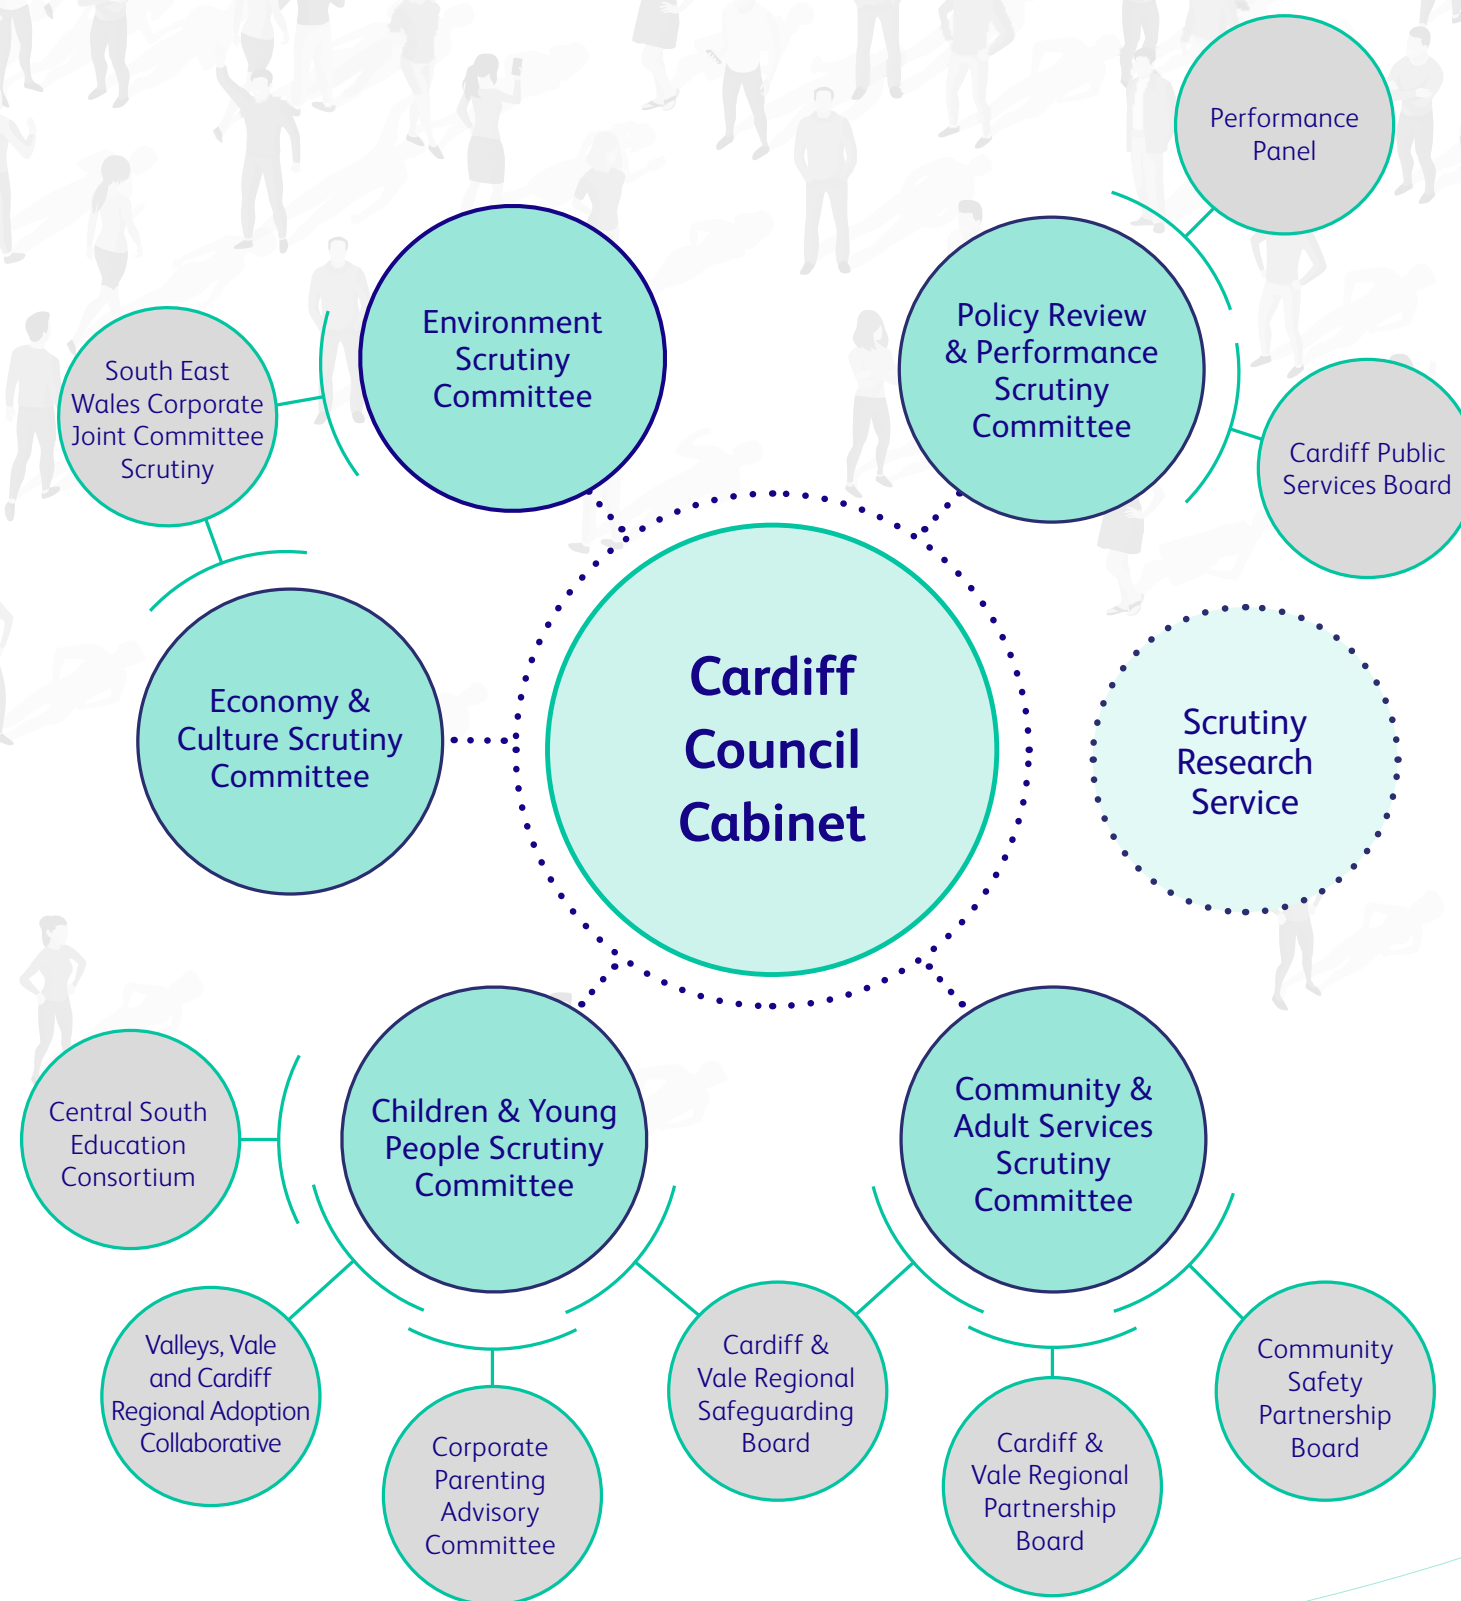 Performance
Panel
Environment
Scrutiny
Committee
Policy Review
& Performance
Scrutiny
Committee
South East
Wales Corporate
Joint Committee
Scrutiny
Cardiff Public
Services Board
Cardiff
Council
Cabinet
Economy &
Culture Scrutiny
Committee
Scrutiny
Research
Service
Children & Young
People Scrutiny
Committee
Community &
Adult Services
Scrutiny
Committee
Central South
Education
Consortium
Valleys, Vale
and Cardiff
Regional Adoption
Collaborative
Corporate
Parenting
Advisory
Committee
Cardiff &
Vale Regional
Safeguarding
Board
Cardiff &
Vale Regional
Partnership
Board
Community
Safety
Partnership
Board